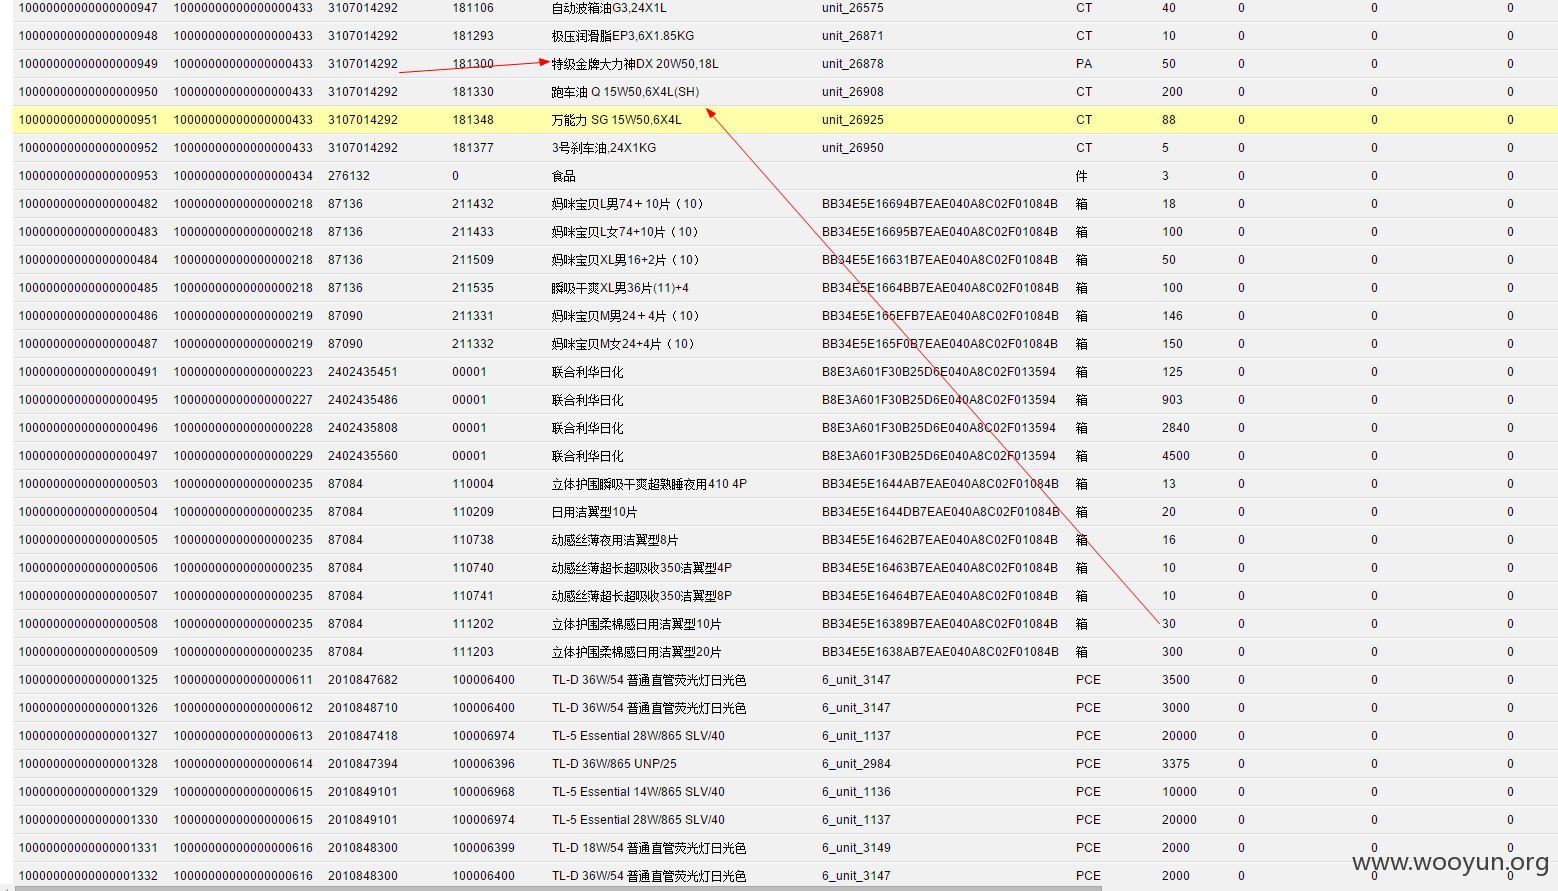 10000000000000000947 10000000000000000433 3107014292 181106 自动波箱油G3,24X1L unit_26575 CT 40 0 0 0
10000000000000000948 10000000000000000433 3107014292 181293 极压润滑脂EP3,6X1.85KG unit_26871 CT 10 0 0 0
10000000000000000949 10000000000000000433 3107014292 181300 特级金牌大力神DX 20W50,18L unit_26878 PA 50 0 0 0
10000000000000000950 10000000000000000433 3107014292 181330 跑车油 Q 15W50,6X4L(SH) unit_26908 CT 200 0 0 0
10000000000000000951 10000000000000000433 3107014292 181348 万能力 SG 15W50,6X4L unit_26925 CT 88 0 0 0
10000000000000000952 10000000000000000433 3107014292 181377 3号刹车油,24X1KG unit_26950 CT 5 0 0 0
10000000000000000953 10000000000000000434 276132 0 食品 件 3 0 0 0
10000000000000000482 10000000000000000218 87136 211432 妈咪宝贝L男74＋10片（10） BB34E5E16694B7EAE040A8C02F01084B 箱 18 0 0 0
10000000000000000483 10000000000000000218 87136 211433 妈咪宝贝L女74+10片（10） BB34E5E16695B7EAE040A8C02F01084B 箱 100 0 0 0
10000000000000000484 10000000000000000218 87136 211509 妈咪宝贝XL男16+2片（10） BB34E5E16631B7EAE040A8C02F01084B 箱 50 0 0 0
10000000000000000485 10000000000000000218 87136 211535 瞬吸干爽XL男36片(11)+4 BB34E5E1664BB7EAE040A8C02F01084B 箱 100 0 0 0
10000000000000000486 10000000000000000219 87090 211331 妈咪宝贝M男24＋4片（10） BB34E5E165EFB7EAE040A8C02F01084B 箱 146 0 0 0
10000000000000000487 10000000000000000219 87090 211332 妈咪宝贝M女24+4片（10） BB34E5E165F0B7EAE040A8C02F01084B 箱 150 0 0 0
10000000000000000491 10000000000000000223 2402435451 00001 联合利华日化 B8E3A601F30B25D6E040A8C02F013594 箱 125 0 0 0
10000000000000000495 10000000000000000227 2402435486 00001 联合利华日化 B8E3A601F30B25D6E040A8C02F013594 箱 903 0 0 0
10000000000000000496 10000000000000000228 2402435808 00001 联合利华日化 B8E3A601F30B25D6E040A8C02F013594 箱 2840 0 0 0
10000000000000000497 10000000000000000229 2402435560 00001 联合利华日化 B8E3A601F30B25D6E040A8C02F013594 箱 4500 0 0 0
10000000000000000503 10000000000000000235 87084 110004 立体护围瞬吸干爽超熟睡夜用410 4P BB34E5E1644AB7EAE040A8C02F01084B 箱 13 0 0 0
10000000000000000504 10000000000000000235 87084 110209 日用洁翼型10片 BB34E5E1644DB7EAE040A8C02F01084B 箱 20 0 0 0
10000000000000000505 10000000000000000235 87084 110738 动感丝薄夜用洁翼型8片 BB34E5E16462B7EAE040A8C02F01084B 箱 16 0 0 0
10000000000000000506 10000000000000000235 87084 110740 动感丝薄超长超吸收350洁翼型4P BB34E5E16463B7EAE040A8C02F01084B 箱 10 0 0 0
10000000000000000507 10000000000000000235 87084 110741 动感丝薄超长超吸收350洁翼型8P BB34E5E16464B7EAE040A8C02F01084B 箱 10 0 0 0
10000000000000000508 10000000000000000235 87084 111202 立体护围柔棉感日用洁翼型10片 BB34E5E16389B7EAE040A8C02F01084B 箱 30 0 0 0
10000000000000000509 10000000000000000235 87084 111203 立体护围柔棉感日用洁翼型20片 BB34E5E1638AB7EAE040A8C02F01084B 箱 300 0 0 0
10000000000000001325 10000000000000000611 2010847682 100006400 TL-D 36W/54 普通直管荧光灯日光色 6_unit_3147 PCE 3500 0 0 0
10000000000000001326 10000000000000000612 2010848710 100006400 TL-D 36W/54 普通直管荧光灯日光色 6_unit_3147 PCE 3000 0 0 0
10000000000000001327 10000000000000000613 2010847418 100006974 TL-5 Essential 28W/865 SLV/40 6_unit_1137 PCE 20000 0 0 0
10000000000000001328 10000000000000000614 2010847394 100006396 TL-D 36W/865 UNP/25 6_unit_2984 PCE 3375 0 0 0
10000000000000001329 10000000000000000615 2010849101 100006968 TL-5 Essential 14W/865 SLV/40 6_unit_1136 PCE 10000 0 0 0
10000000000000001330 10000000000000000615 2010849101 100006974 TL-5 Essential 28W/865 SLV/40 6_unit_1137 PCE 20000 0 0 0
10000000000000001331 10000000000000000616 2010848300 100006399 TL-D 18W/54 普通直管荧光灯日光色 6_unit_3149 PCE 2000 0 0 0
www.wooyun.org
10000000000000001332 10000000000000000616 2010848300 100006400 TL-D 36W/54 普通直管荧光灯日光色 6_unit_3147 PCE 2000 0 0 0